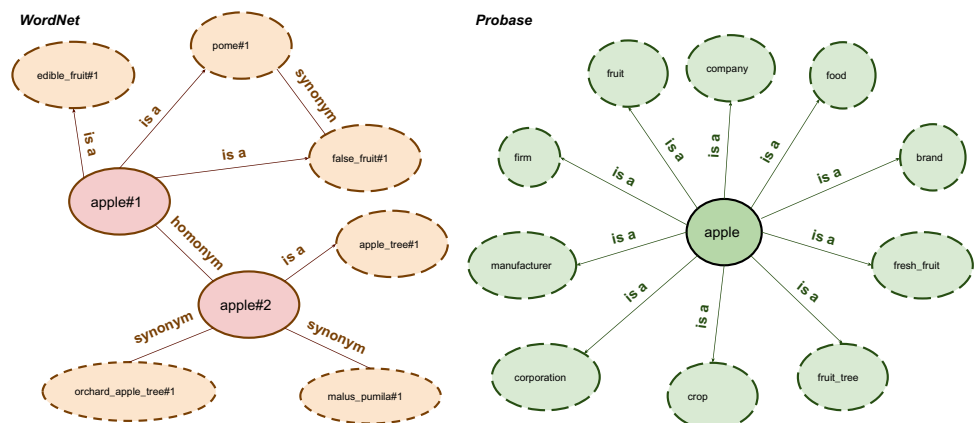 WordNet
pome#1
edible_fruit#1
synonym
is a
is a
is a
false_fruit#1
apple#1
homonym
is a
apple_tree#1
apple#2
synonym
synonym
orchard_apple_tree#1
malus_pumila#1
Probase
fruit
company
food
is a
is a
is a
firm
is a
is a
brand
apple
manufacturer
is a
is a
fresh_fruit
is a
is a
is a
corporation
crop
fruit_tree